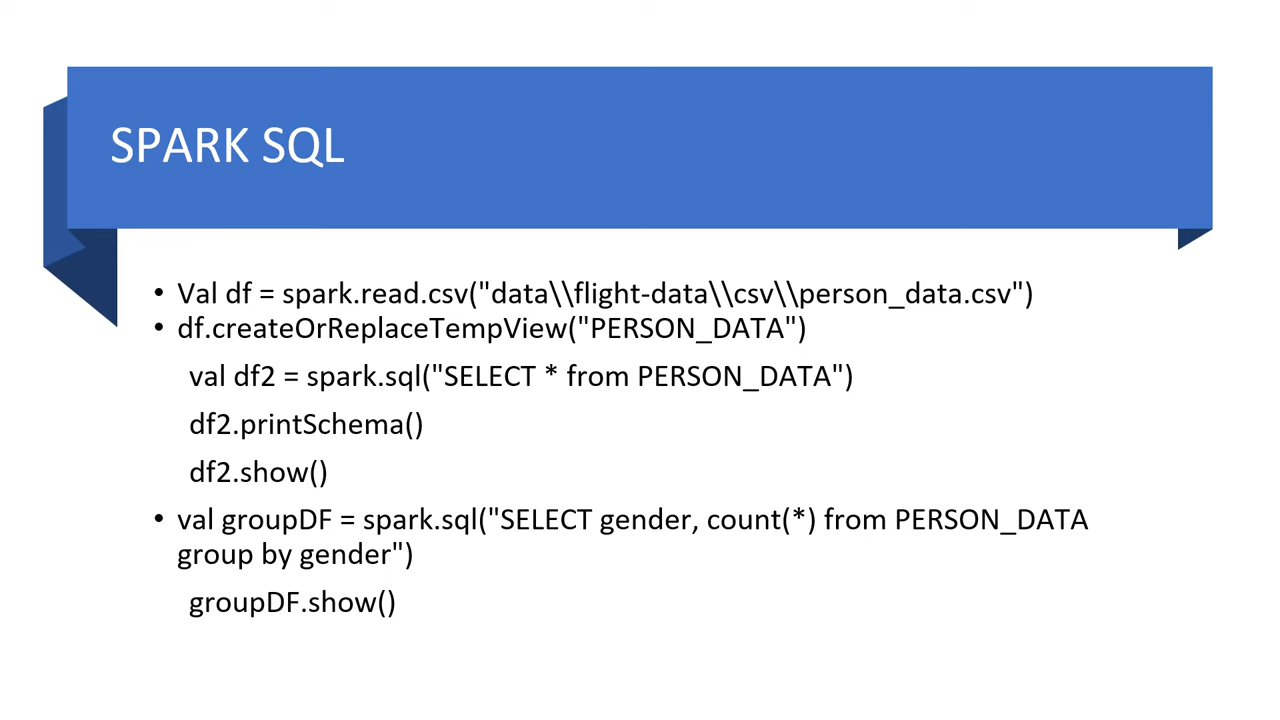 SPARK SQL
• Val df = spark.read.csv("data\\flight-data\\csv\\person_data.csv")
• df.createOrReplaceTempView("PERSON_DATA")
val df2 = spark.sql("SELECT * from PERSON_DATA")
df2.printSchema()
df2.show()
• val groupDF = spark.sql("SELECT gender, count(*) from PERSON_DATA
group by gender")
groupDF.show()